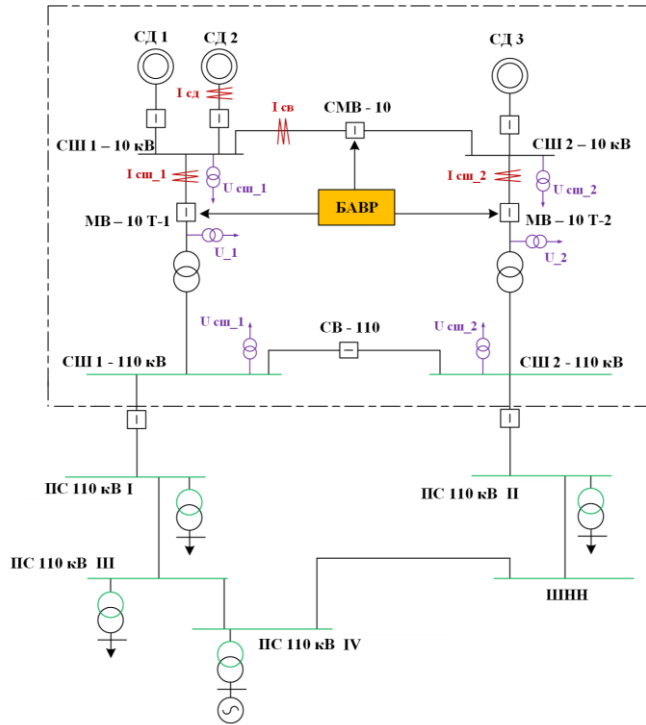 СД 1
СД 2
СД 3
I сд
I св
СМВ - 10
СШ 1 – 10 кВ
СШ 2 – 10 кВ
I сш_1
U сш_1
I сш_2
U сш_2
БАВР
МВ – 10 Т-1
МВ – 10 Т-2
U_1
U_2
U сш_1
СВ - 110
U сш_2
СШ 1 - 110 кВ
СШ 2 - 110 кВ
ПС 110 кВ I
ПС 110 кВ II
ПС 110 кВ III
ШНН
ПС 110 кВ IV